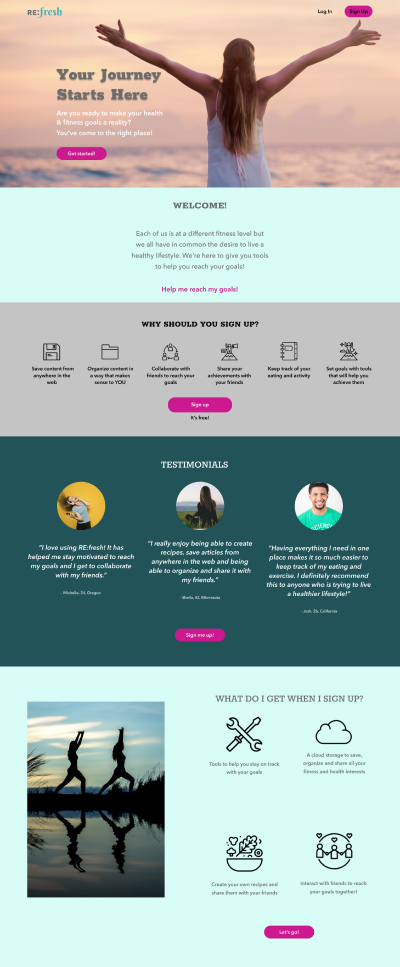 RE:fresh
Log In
Sign Up
Your Journey
Starts Here
Are you ready to make your health
& fitness goals a reality?
You've come to the right place!
Get started!
WELCOME!
Each of us is at a different fitness level but
we all have in common the desire to live a
healthy lifestyle. We're here to give you tools
to help you reach your goals!
Help me reach my goals!
WHY SHOULD YOU SIGN UP?
Save content from
anywhere in the
web
Organize content in
a way that makes
sense to YOU
Collaborate with
friends to reach your
goals
Share your
achievements with
your friends
Keep track of your
eating and activity
Set goals with tools
that will help you
achieve them
Sign up
It's free!
TESTIMONIALS
"I love using RE:fresh! It has
helped me stay motivated to reach
my goals and I get to collaborate
with my friends."
- Michelle, 34, Oregon
"I really enjoy being able to create
recipes, save articles from
anywhere in the web and being
able to organize and share it with
my friends."
- Sheila, 42, Minnesota
"Having everything I need in one
place makes it so much easier to
keep track of my eating and
exercise. I definitely recommend
this to anyone who is trying to live
a healthier lifestyle!"
- Josh, 26, California
Sign me up!
WHAT DO I GET WHEN I SIGN UP?
Tools to help you stay on track
with your goals
A cloud storage to save,
organize and share all your
fitness and health interests
Create your own recipes and
share them with your friends
Interact with friends to reach
your goals together!
Let's go!